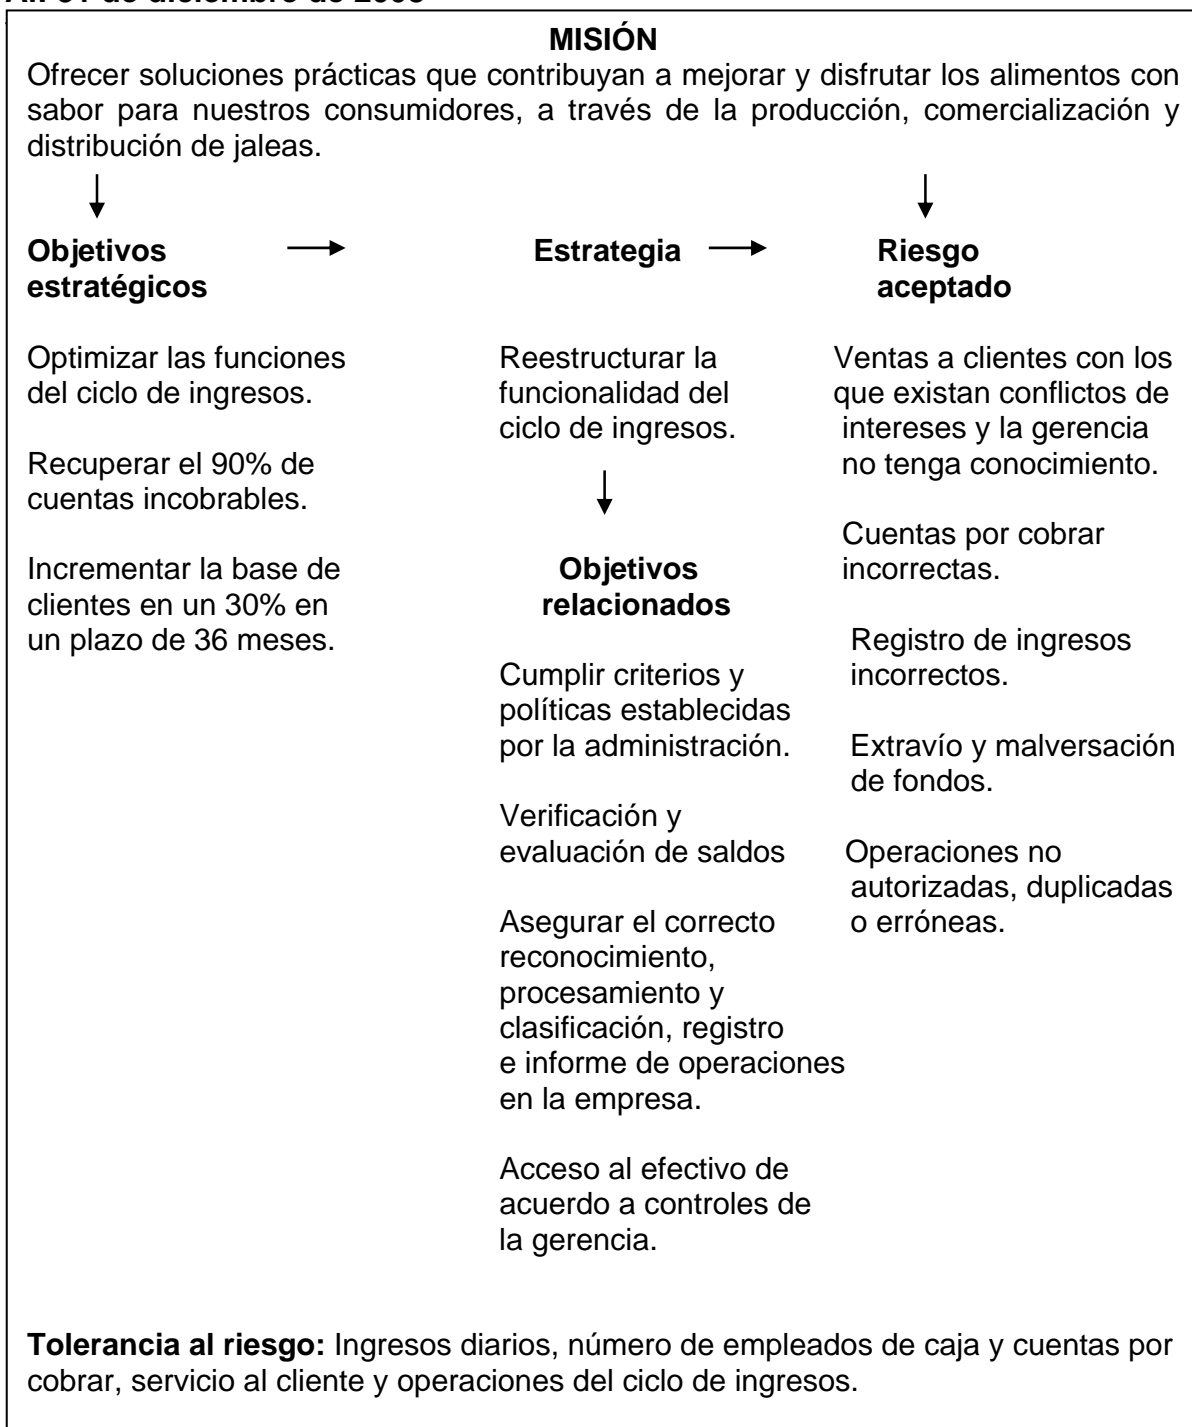 MISIÓN
Ofrecer soluciones prácticas que contribuyan a mejorar y disfrutar los alimentos con
sabor para nuestros consumidores, a través de la producción, comercialización y
distribución de jaleas.
Objetivos
estratégicos
Optimizar las funciones
del ciclo de ingresos.
Recuperar el 90% de
cuentas incobrables.
Incrementar la base de
clientes en un 30% en
un plazo de 36 meses.
Estrategia
Reestructurar la
funcionalidad del
ciclo de ingresos.
Objetivos
relacionados
Cumplir criterios y
políticas establecidas
por la administración.
Verificación y
evaluación de saldos
Asegurar el correcto
reconocimiento,
procesamiento y
clasificación, registro
e informe de operaciones
en la empresa.
Acceso al efectivo de
acuerdo a controles de
la gerencia.
Riesgo
aceptado
Ventas a clientes con los
que existan conflictos de
intereses y la gerencia
no tenga conocimiento.
Cuentas por cobrar
incorrectas.
Registro de ingresos
incorrectos.
Extravío y malversación
de fondos.
Operaciones no
autorizadas, duplicadas
o erróneas.
Tolerancia al riesgo: Ingresos diarios, número de empleados de caja y cuentas por
cobrar, servicio al cliente y operaciones del ciclo de ingresos.